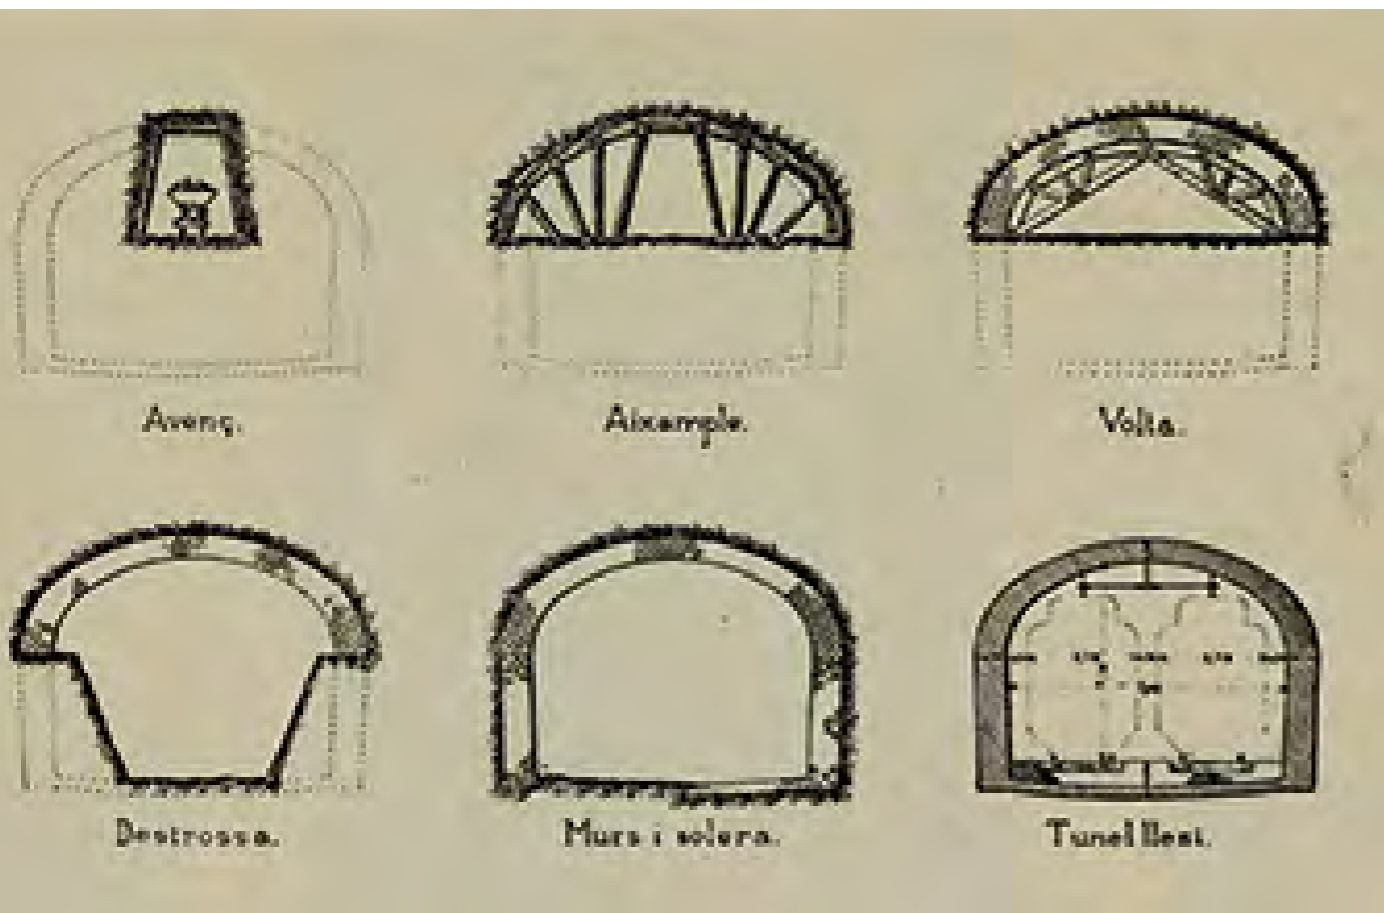 Avenç.
Aixample.
Volta.
Destrossa.
Murs i solera.
Tunel llest.